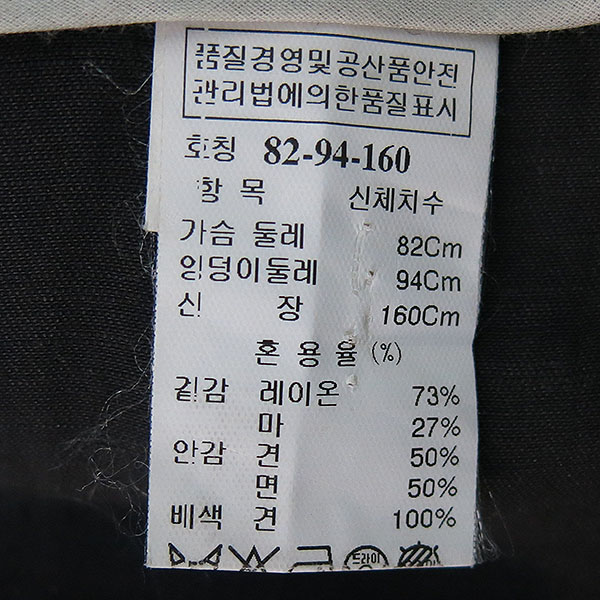 품질경영및공산품안전
관리법에의한품질표시
호칭 82-94-160
항 목 신체치수
가슴 둘레 82Cm
엉덩이둘레 94Cm
신 장 160Cm
혼 용 율 (%)
겉감 레이온 73%
마 27%
안감 견 50%
면 50%
배색 견 100%
드라이